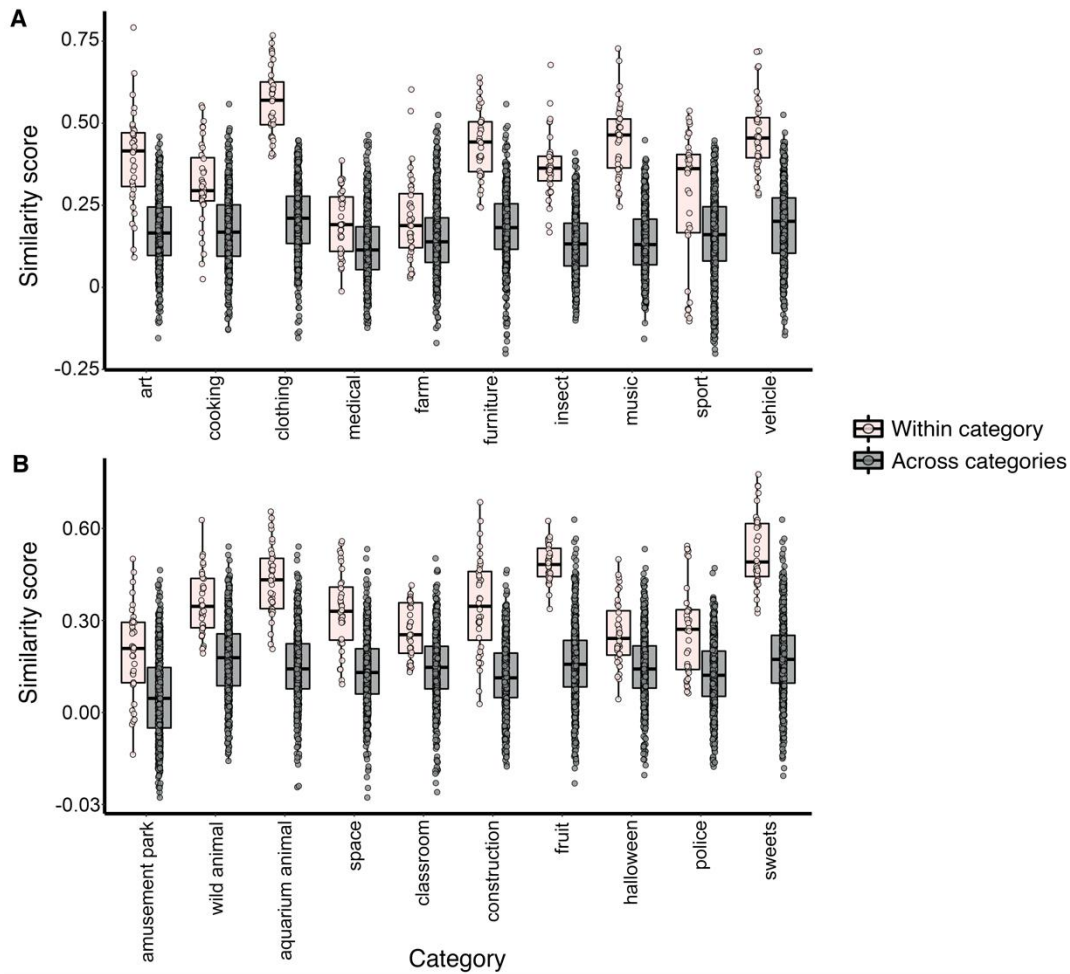 A
0.75
0.50
0.25
0
-0.25
Similarity score
art
cooking
clothing
medical
farm
furniture
insect
music
sport
vehicle
Within category
Across categories
B
0.60
0.30
0.00
-0.03
Similarity score
amusement park
wild animal
aquarium animal
space
classroom
construction
fruit
halloween
police
sweets
Category